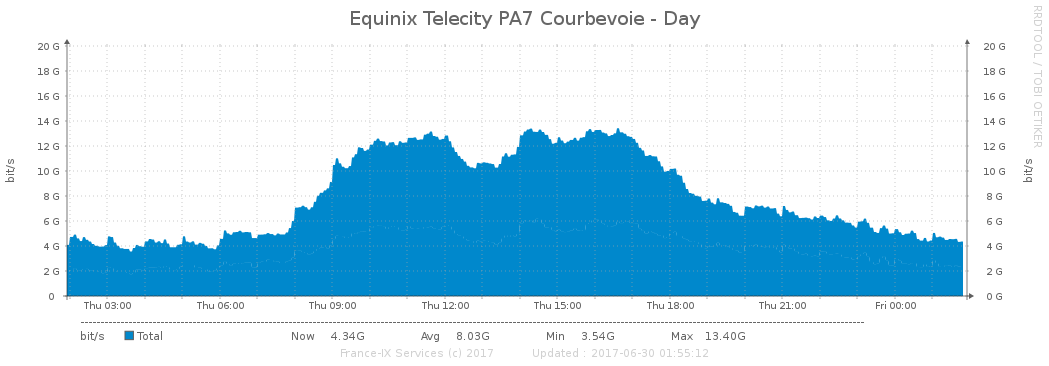 Equinix Telecity PA7 Courbevoie - Day
RRDTOOL / TOBI OETIKER
20 G 20 G
18 G 18 G
16 G 16 G
14 G 14 G
12 G 12 G
10 G 10 G
8 G 8 G
6 G 6 G
4 G 4 G
2 G 2 G
0 0 G
bit/s
bit/s
Thu 03:00 Thu 06:00 Thu 09:00 Thu 12:00 Thu 15:00 Thu 18:00 Thu 21:00 Fri 00:00
bit/s Total Now 4.34G Avg 8.03G Min 3.54G Max 13.40G
France-IX Services (c) 2017 Updated : 2017-06-30 01:55:12